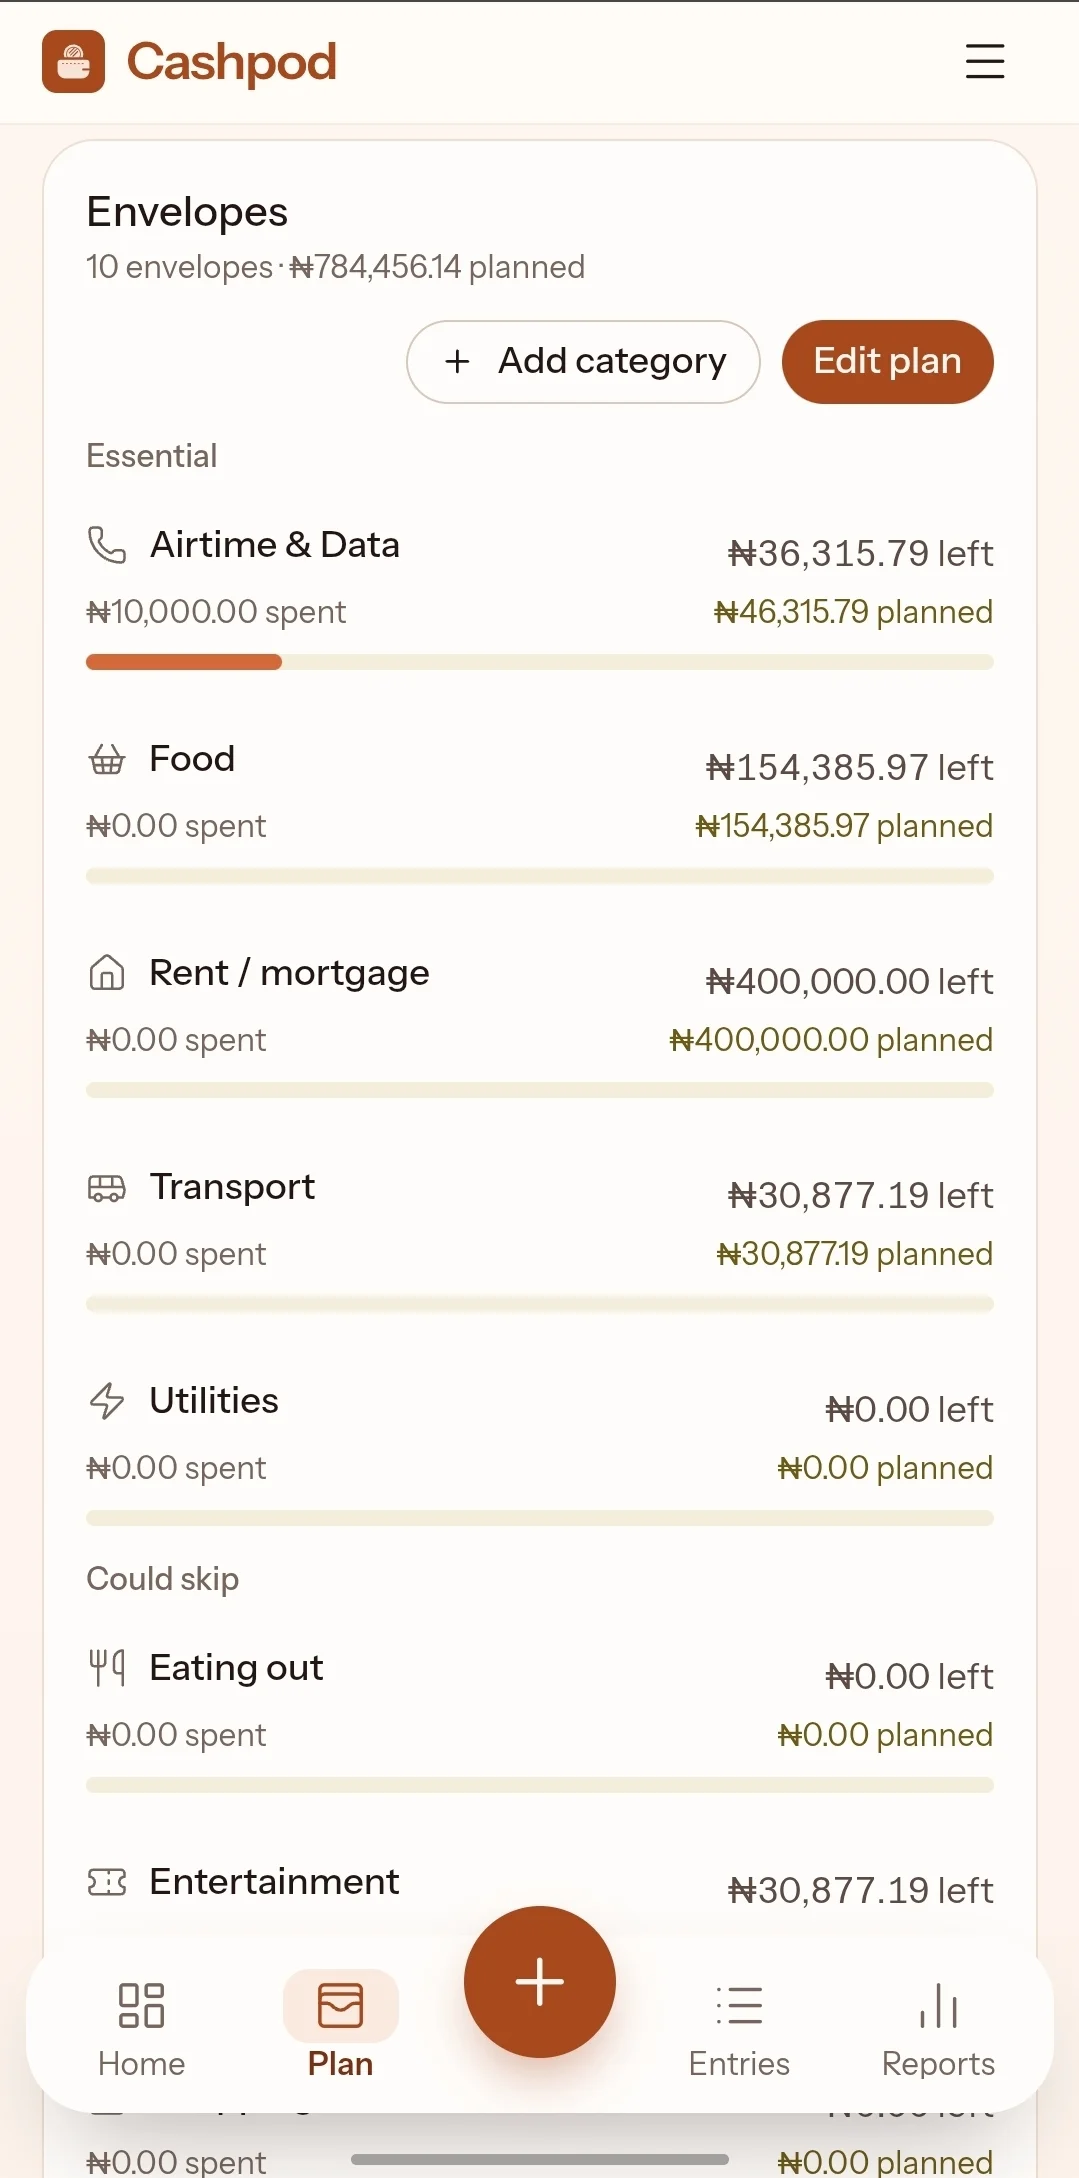 Cashpod
Envelopes
10 envelopes · ₦784,456.14 planned
+ Add category
Edit plan
Essential
Airtime & Data
₦36,315.79 left
₦10,000.00 spent
₦46,315.79 planned
Food
₦154,385.97 left
₦0.00 spent
₦154,385.97 planned
Rent / mortgage
₦400,000.00 left
₦0.00 spent
₦400,000.00 planned
Transport
₦30,877.19 left
₦0.00 spent
₦30,877.19 planned
Utilities
₦0.00 left
₦0.00 spent
₦0.00 planned
Could skip
Eating out
₦0.00 left
₦0.00 spent
₦0.00 planned
Entertainment
₦30,877.19 left
Home
Plan
Entries
Reports
₦0.00 spent
₦0.00 planned